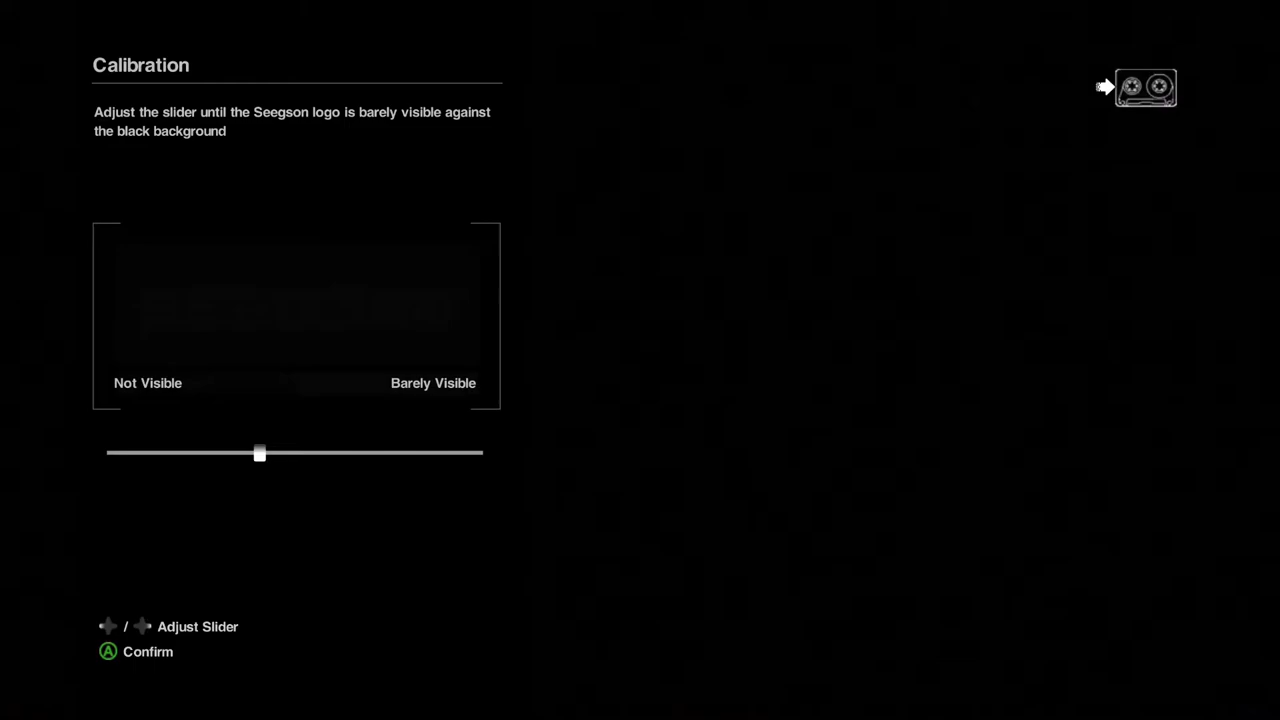 Calibration
Adjust the slider until the Seegson logo is barely visible against
the black background
Not Visible
Barely Visible
/
Adjust Slider
A
Confirm